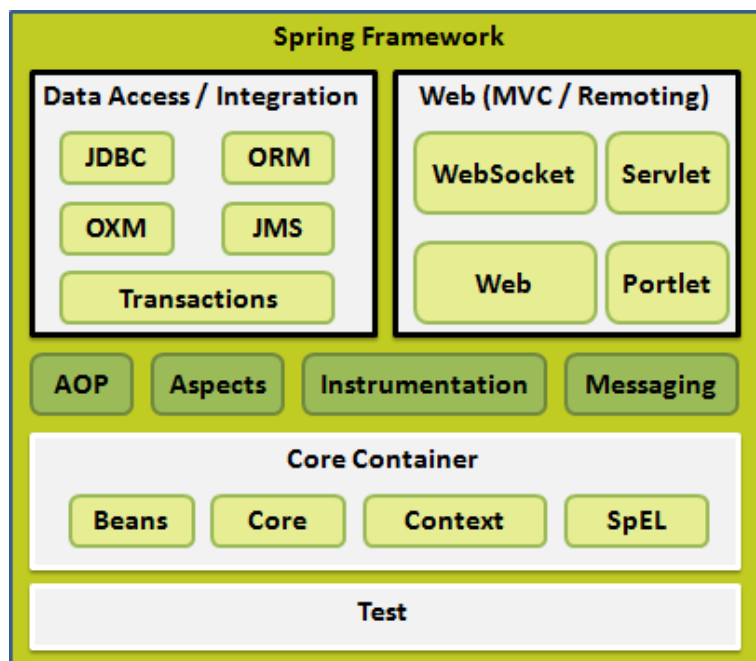 Spring Framework
Data Access / Integration
JDBC
ORM
OXM
JMS
Transactions
Web (MVC / Remoting)
WebSocket
Servlet
Web
Portlet
AOP
Aspects
Instrumentation
Messaging
Core Container
Beans
Core
Context
SpEL
Test